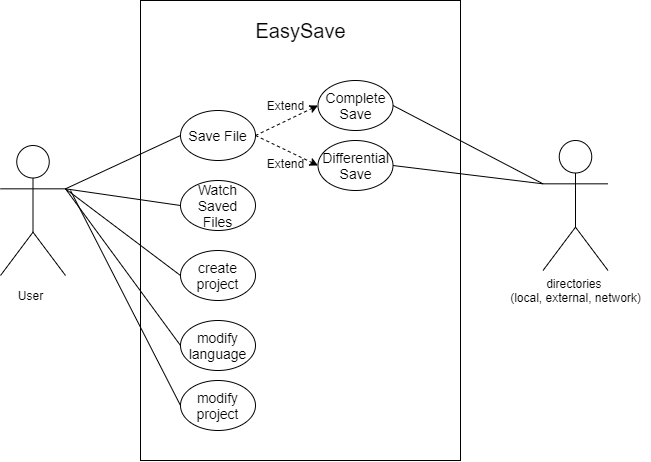 EasySave
Extend
Complete
Save
Save File
Extend
Differential
Save
Watch
Saved
Files
create
project
User
directories
(local, external, network)
modify
language
modify
project